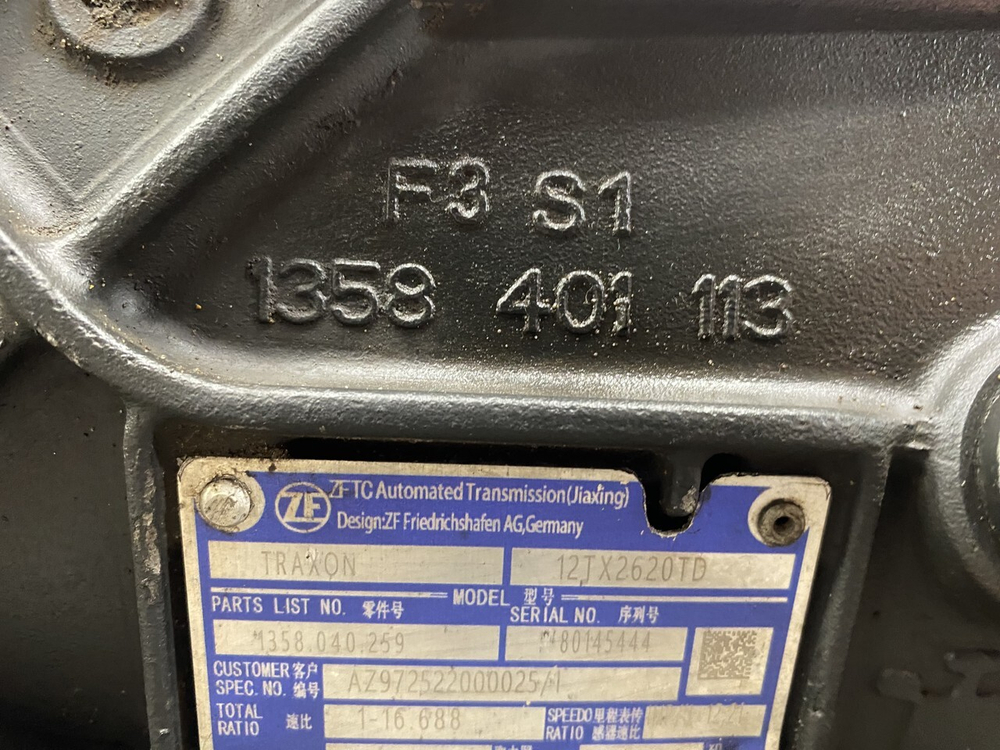 F3 S1
1358 401 113
ZF ZFTC Automated Transmission(Jiaxing)
Design:ZF Friedrichshafen AG,Germany
TRAXON 12TX2620TD
MODEL 型号
PARTS LIST NO. 零件号 SERIAL NO. 序列号
*1358.040.259 *80145444
CUSTOMER 客户
SPEC. NO. 编号 AZ972522000025/1
TOTAL RATIO 速比 1-16.688 SPEEDO 里程表传
RATIO 感器速比